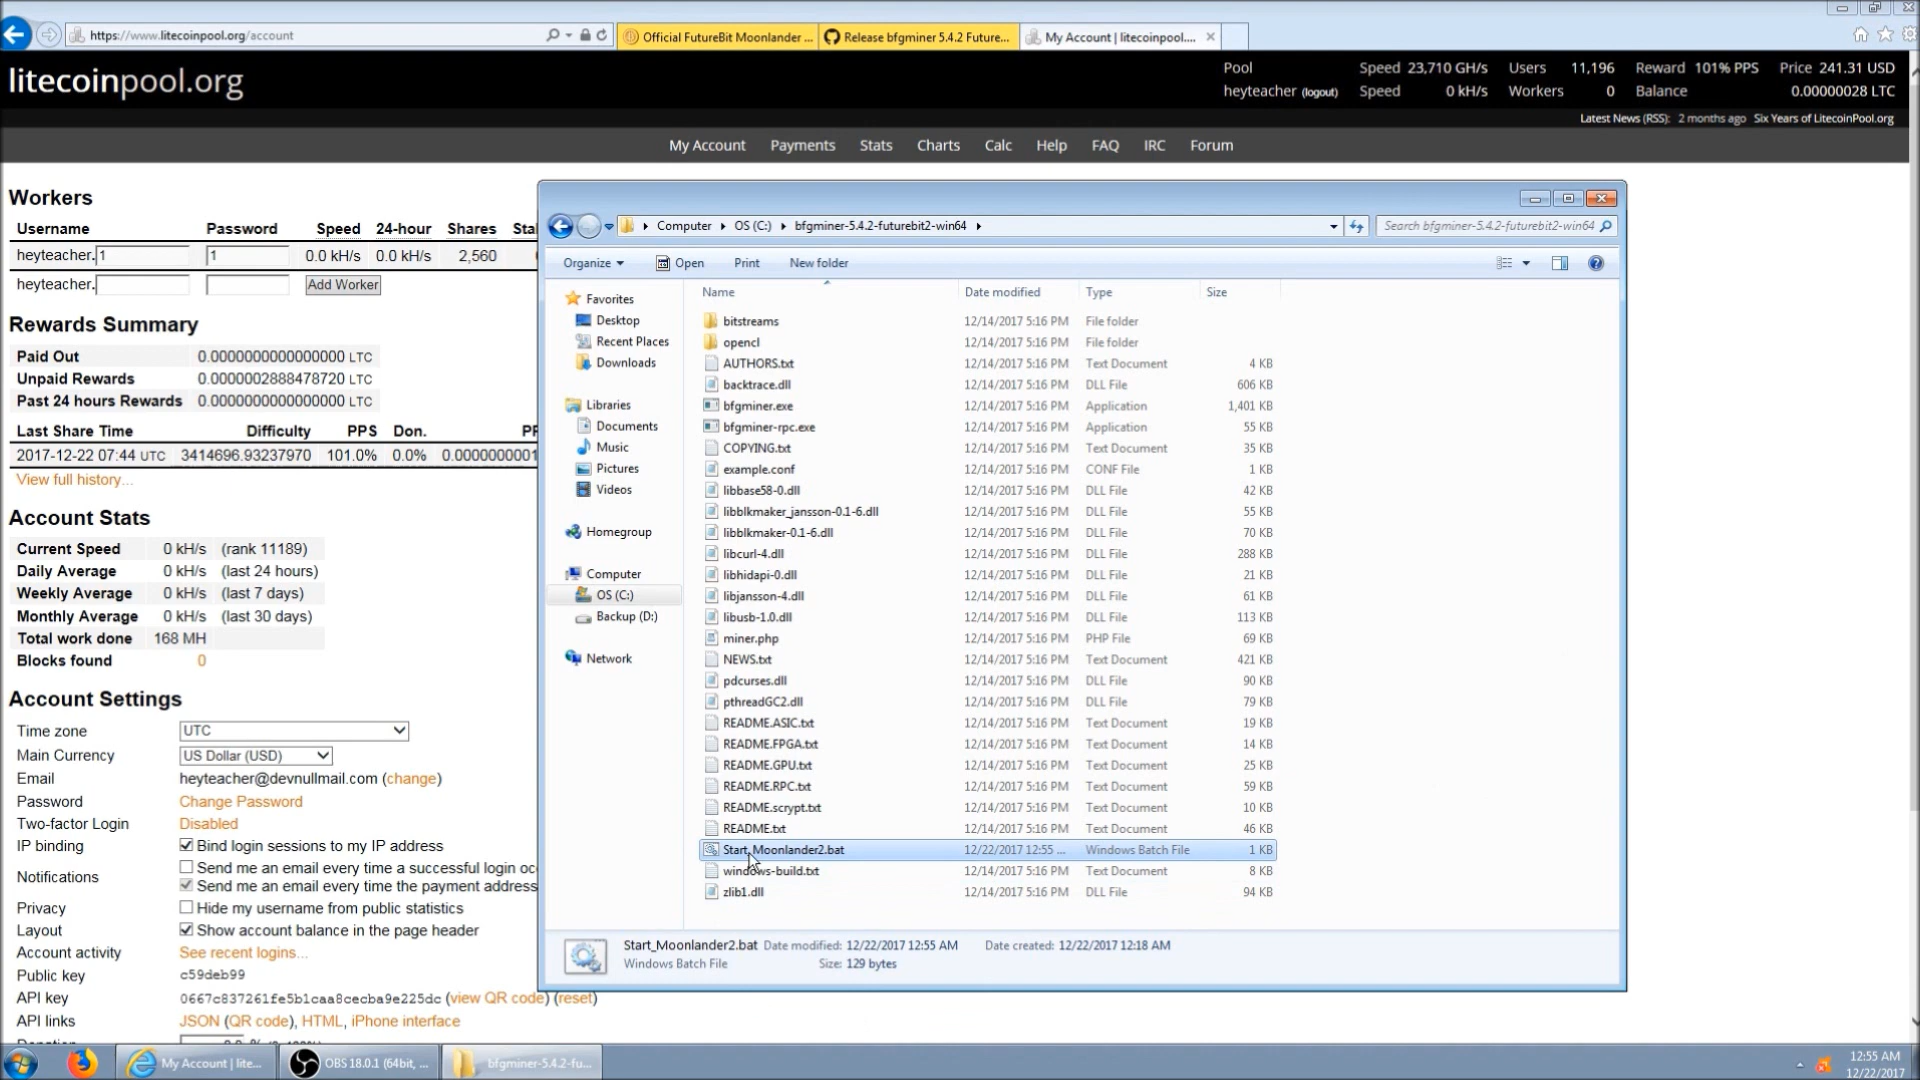 https://www.litecoinpool.org/account
Official FutureBit Moonlander ...
Release bfgminer 5.4.2 Future...
My Account | litecoinpool....
litecoinpool.org
Pool Speed 23,710 GH/s Users 11,196 Reward 101% PPS Price 241.31 USD
heyteacher (logout) Speed 0 kH/s Workers 0 Balance 0.00000028 LTC
Latest News (RSS): 2 months ago Six Years of LitecoinPool.org
My Account Payments Stats Charts Calc Help FAQ IRC Forum
Workers
Username Password Speed 24-hour Shares Stal
heyteacher. 1 1 0.0 kH/s 0.0 kH/s 2,560
heyteacher. Add Worker
Rewards Summary
Paid Out 0.0000000000000000 LTC
Unpaid Rewards 0.0000002888478720 LTC
Past 24 hours Rewards 0.0000000000000000 LTC
Last Share Time Difficulty PPS Don. PF
2017-12-22 07:44 UTC 3414696.93237970 101.0% 0.0% 0.0000000001
View full history...
Account Stats
Current Speed 0 kH/s (rank 11189)
Daily Average 0 kH/s (last 24 hours)
Weekly Average 0 kH/s (last 7 days)
Monthly Average 0 kH/s (last 30 days)
Total work done 168 MH
Blocks found 0
Account Settings
Time zone UTC
Main Currency US Dollar (USD)
Email heyteacher@devnullmail.com (change)
Password Change Password
Two-factor Login Disabled
IP binding Bind login sessions to my IP address
Notifications Send me an email every time a successful login oc
Send me an email every time the payment address
Privacy Hide my username from public statistics
Layout Show account balance in the page header
Account activity See recent logins...
Public key c59deb99
API key 0667c837261fe5b1caa8cecba9e225dc (view QR code) (reset)
API links JSON (QR code), HTML, iPhone interface
Computer OS (C:) bfgminer-5.4.2-futurebit2-win64
Search bfgminer-5.4.2-futurebit2-win64
Organize Open Print New folder
Favorites
Desktop
Recent Places
Downloads
Libraries
Documents
Music
Pictures
Videos
Homegroup
Computer
OS (C:)
Backup (D:)
Network
Name Date modified Type Size
bitstreams 12/14/2017 5:16 PM File folder
opencl 12/14/2017 5:16 PM File folder
AUTHORS.txt 12/14/2017 5:16 PM Text Document 4 KB
backtrace.dll 12/14/2017 5:16 PM DLL File 606 KB
bfgminer.exe 12/14/2017 5:16 PM Application 1,401 KB
bfgminer-rpc.exe 12/14/2017 5:16 PM Application 55 KB
COPYING.txt 12/14/2017 5:16 PM Text Document 35 KB
example.conf 12/14/2017 5:16 PM CONF File 1 KB
libbase58-0.dll 12/14/2017 5:16 PM DLL File 42 KB
libblkmaker_jansson-0.1-6.dll 12/14/2017 5:16 PM DLL File 55 KB
libblkmaker-0.1-6.dll 12/14/2017 5:16 PM DLL File 70 KB
libcurl-4.dll 12/14/2017 5:16 PM DLL File 288 KB
libhidapi-0.dll 12/14/2017 5:16 PM DLL File 21 KB
libjansson-4.dll 12/14/2017 5:16 PM DLL File 61 KB
libusb-1.0.dll 12/14/2017 5:16 PM DLL File 113 KB
miner.php 12/14/2017 5:16 PM PHP File 69 KB
NEWS.txt 12/14/2017 5:16 PM Text Document 421 KB
pdcurses.dll 12/14/2017 5:16 PM DLL File 90 KB
pthreadGC2.dll 12/14/2017 5:16 PM DLL File 79 KB
README.ASIC.txt 12/14/2017 5:16 PM Text Document 19 KB
README.FPGA.txt 12/14/2017 5:16 PM Text Document 14 KB
README.GPU.txt 12/14/2017 5:16 PM Text Document 25 KB
README.RPC.txt 12/14/2017 5:16 PM Text Document 59 KB
README.scrypt.txt 12/14/2017 5:16 PM Text Document 10 KB
README.txt 12/14/2017 5:16 PM Text Document 46 KB
Start_Moonlander2.bat 12/22/2017 12:55 ... Windows Batch File 1 KB
windows-build.txt 12/14/2017 5:16 PM Text Document 8 KB
zlib1.dll 12/14/2017 5:16 PM DLL File 94 KB
Start_Moonlander2.bat Date modified: 12/22/2017 12:55 AM Date created: 12/22/2017 12:18 AM
Windows Batch File Size: 129 bytes
My Account | lite...
OBS 18.0.1 (64bit, ...
bfgminer-5.4.2-fu...
12:55 AM
12/22/2017